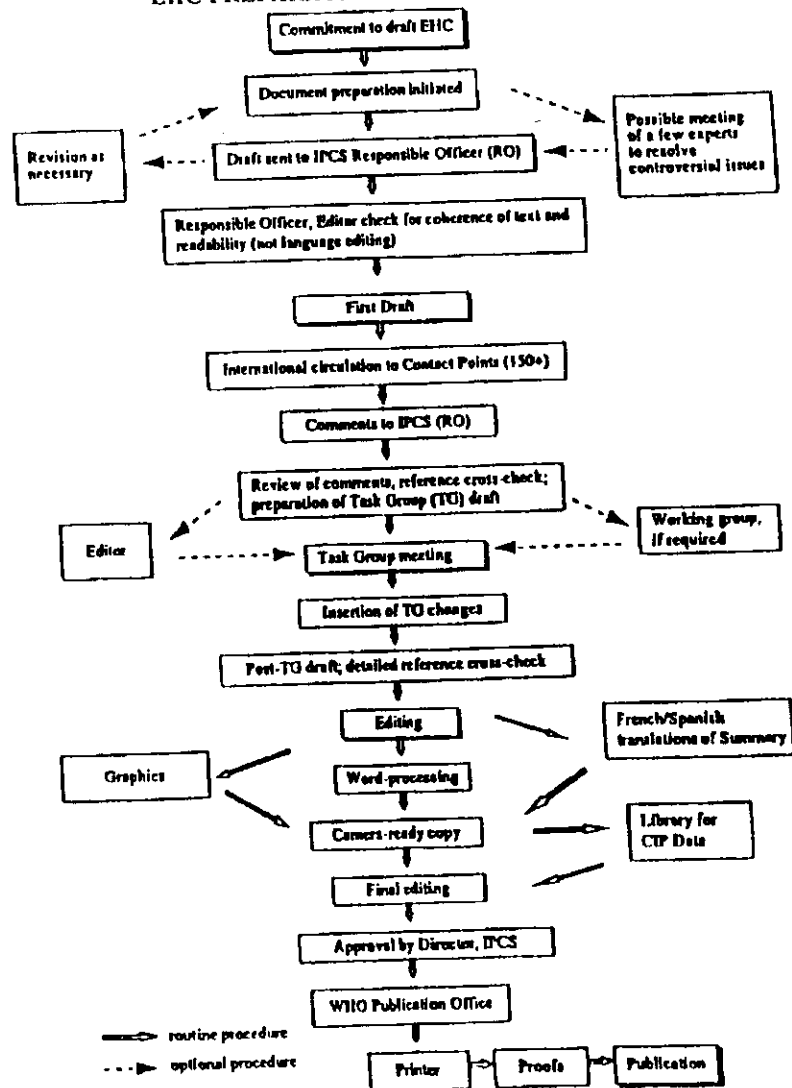 Commitment to draft EHC
Document preparation initiated
Revision as
necessary
Possible meeting
of a few experts
to resolve
controversial issues
Draft sent to IPCS Responsible Officer (RO)
Responsible Officer, Editor check for coherence of text and
readability (not language editing)
First Draft
International circulation to Contact Points (150+)
Comments to IPCS (RO)
Review of comments, reference cross-check;
preparation of Task Group (TG) draft
Editor
Working group,
if required
Task Group meeting
Insertion of TG changes
Post-TG draft; detailed reference cross-check
Editing
French/Spanish
translations of Summary
Graphics
Word-processing
Camera-ready copy
Library for
CIP Data
Final editing
Approval by Director, IPCS
WHO Publication Office
routine procedure
optional procedure
Printer
Proofs
Publication